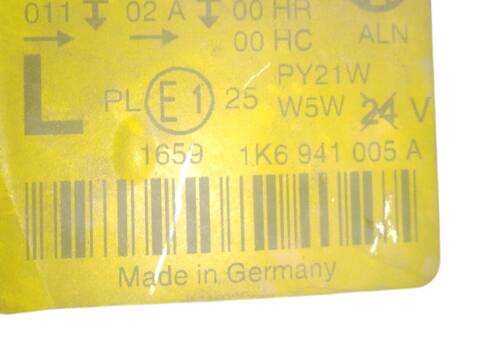 011 02 A 00 HR
00 HC ALN
L PL E1 25 PY21W
W5W 24 V
1659 1K6 941 005 A
Made in Germany